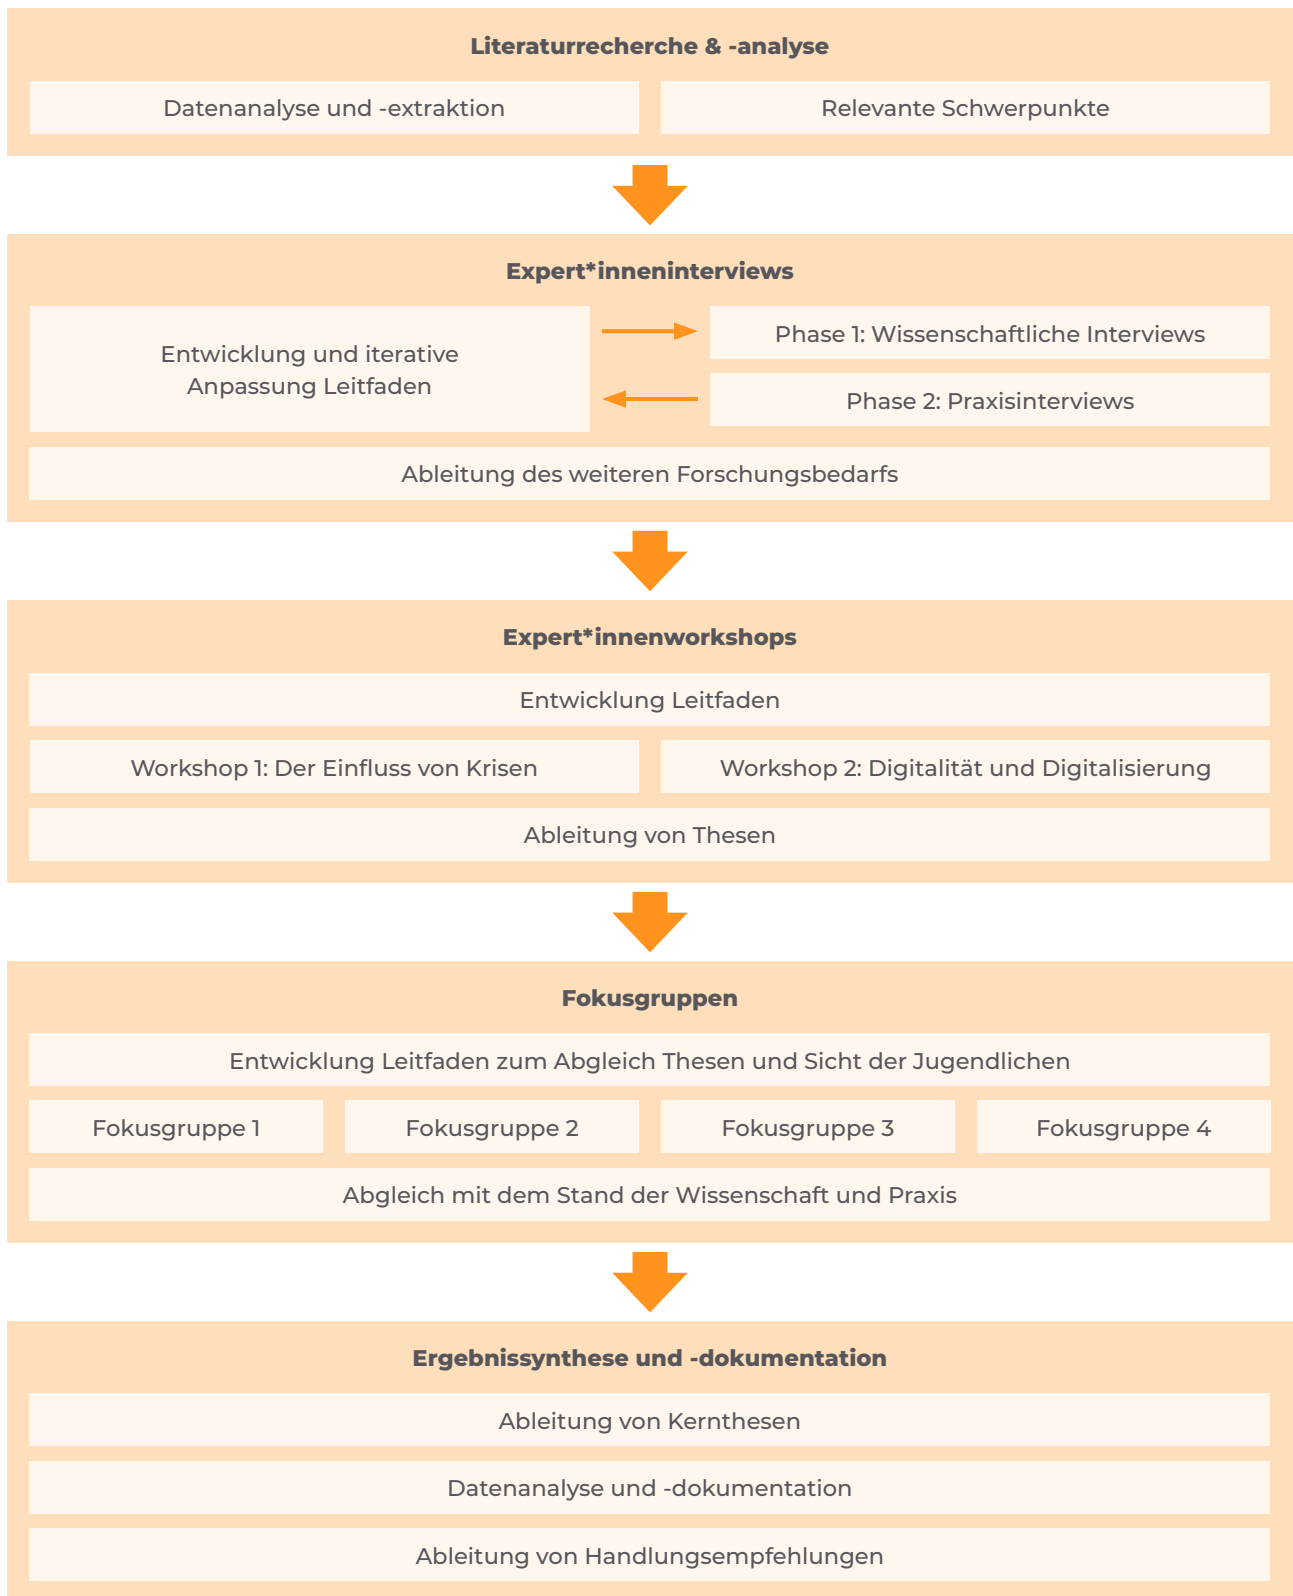 Literaturrecherche & -analyse
Datenanalyse und -extraktion
Relevante Schwerpunkte
Expert*inneninterviews
Entwicklung und iterative
Anpassung Leitfaden
Phase 1: Wissenschaftliche Interviews
Phase 2: Praxisinterviews
Ableitung des weiteren Forschungsbedarfs
Expert*innenworkshops
Entwicklung Leitfaden
Workshop 1: Der Einfluss von Krisen
Workshop 2: Digitalität und Digitalisierung
Ableitung von Thesen
Fokusgruppen
Entwicklung Leitfaden zum Abgleich Thesen und Sicht der Jugendlichen
Fokusgruppe 1
Fokusgruppe 2
Fokusgruppe 3
Fokusgruppe 4
Abgleich mit dem Stand der Wissenschaft und Praxis
Ergebnissynthese und -dokumentation
Ableitung von Kernthesen
Datenanalyse und -dokumentation
Ableitung von Handlungsempfehlungen